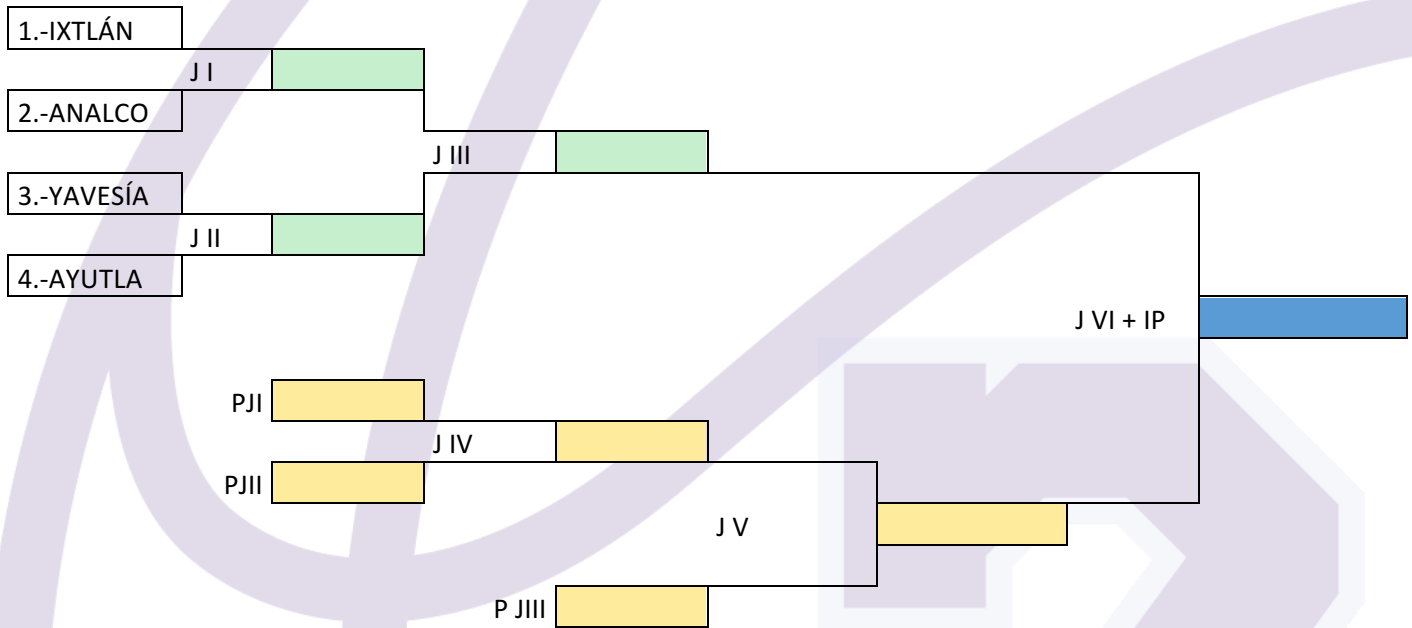 1.-IXTLÁN
J I
2.-ANALCO
J III
3.-YAVESÍA
J II
4.-AYUTLA
J VI + IP
PJI
J IV
PJII
J V
P JIII